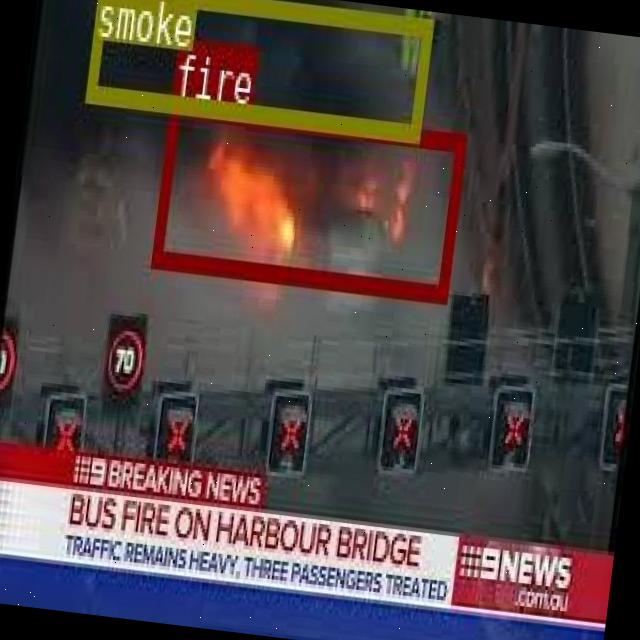 smoke
fire
70
9 BREAKING NEWS
BUS FIRE ON HARBOUR BRIDGE
TRAFFIC REMAINS HEAVY, THREE PASSENGERS TREATED
9NEWS
.com.au